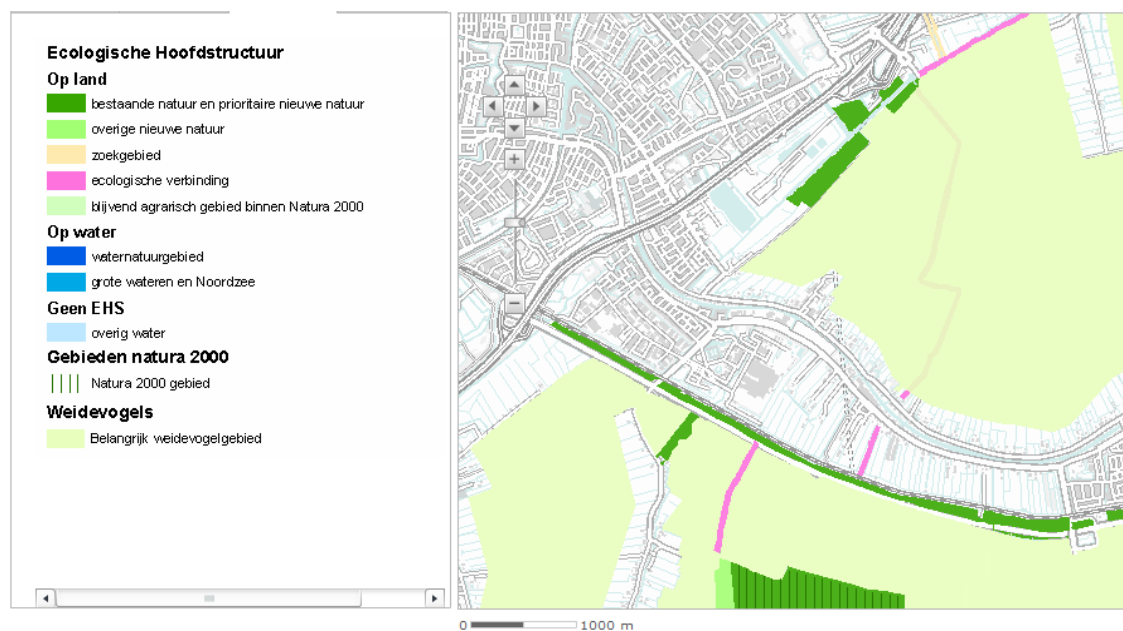 Ecologische Hoofdstructuur
Op land
bestaande natuur en prioritaire nieuwe natuur
overige nieuwe natuur
zoekgebied
ecologische verbinding
blijvend agrarisch gebied binnen Natura 2000
Op water
waternatuurgebied
grote wateren en Noordzee
Geen EHS
overig water
Gebieden natura 2000
Natura 2000 gebied
Weidevogels
Belangrijk weidevogelgebied
0 1000 m